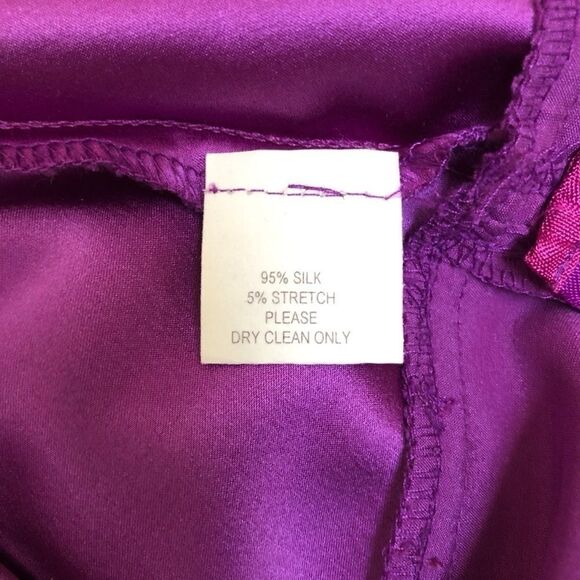 95% SILK
5% STRETCH
PLEASE
DRY CLEAN ONLY